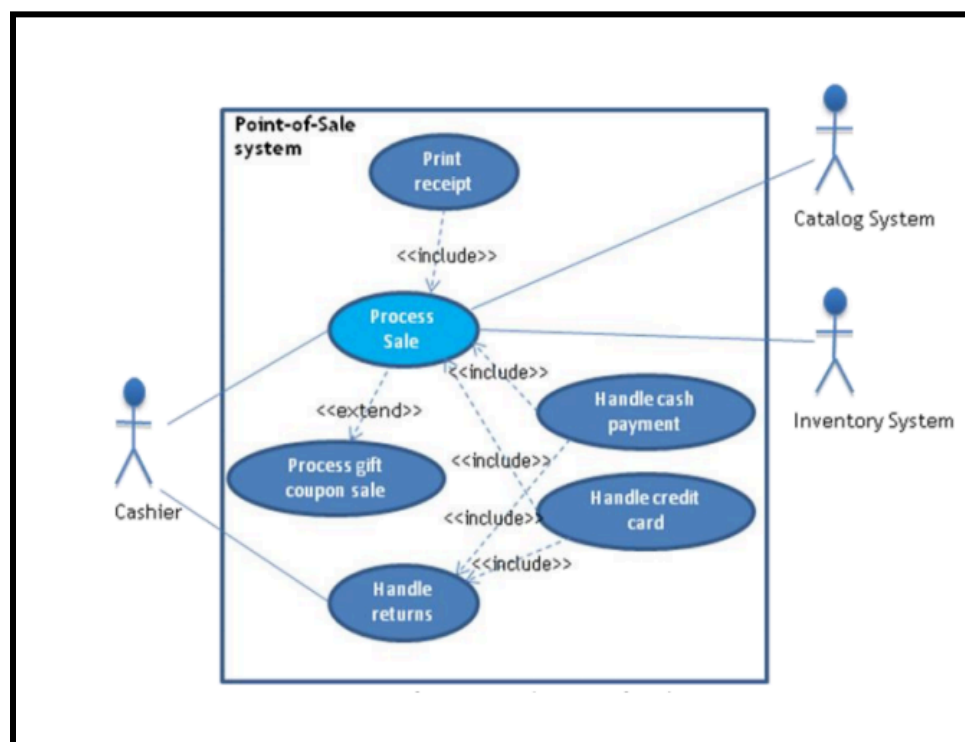 Point-of-Sale
system
Print
receipt
Catalog System
<<include>>
Process
Sale
<<include>>
Handle cash
payment
Inventory System
<<extend>>
Process gift
coupon sale
<<include>>
Handle credit
card
Cashier
<<include>>
<<include>>
Handle
returns